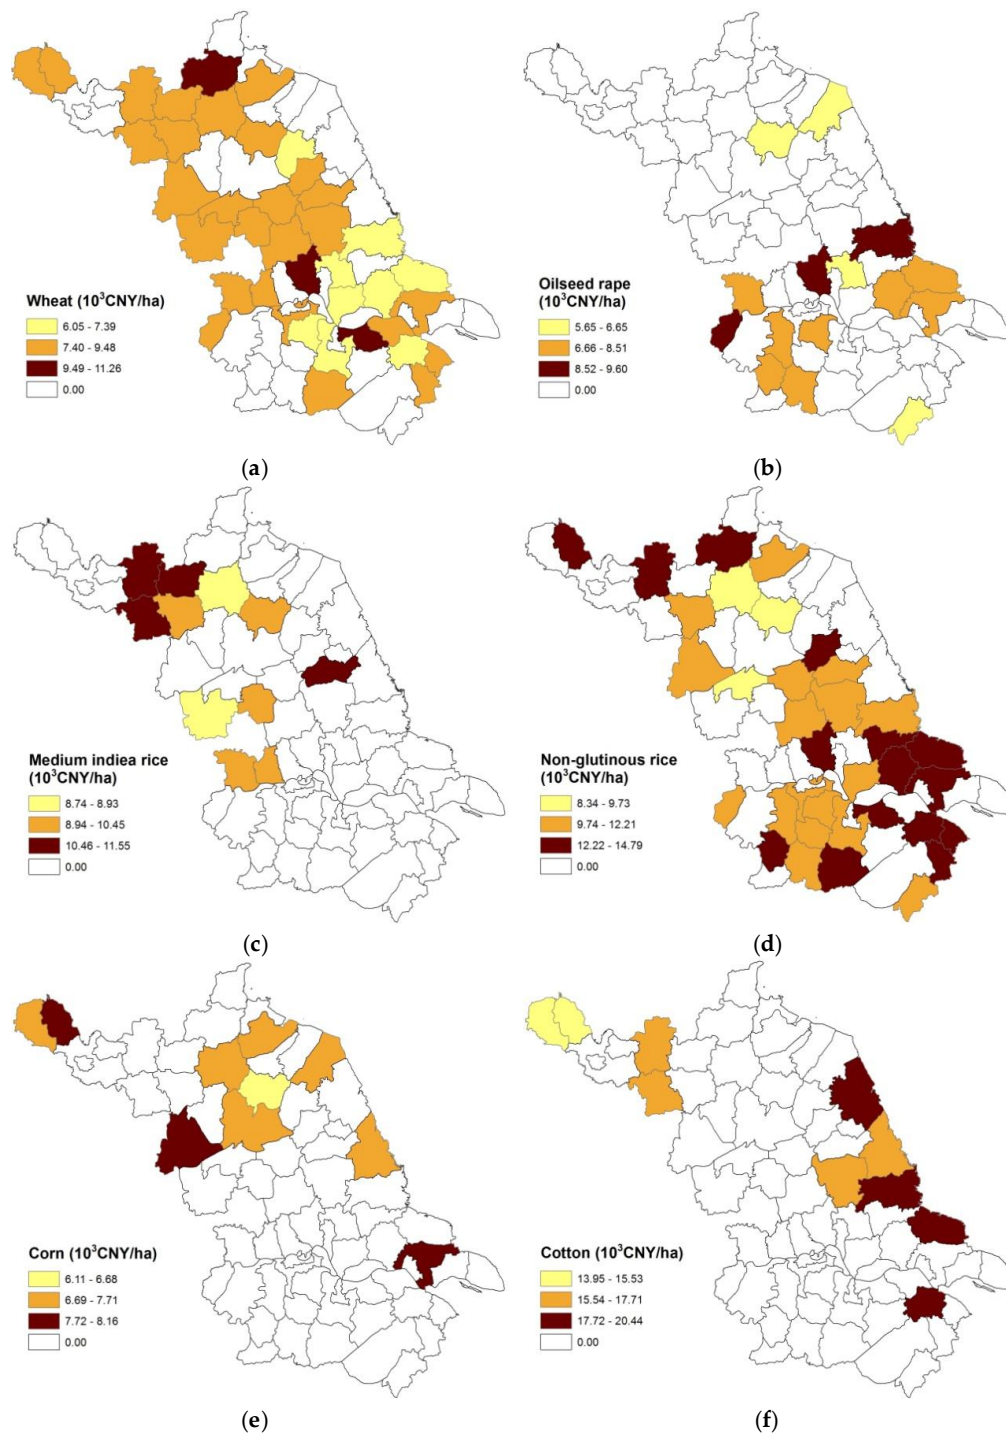 Wheat (10³CNY/ha)
6.05 - 7.39
7.40 - 9.48
9.49 - 11.26
0.00
(a)
Oilseed rape
(10³CNY/ha)
5.65 - 6.65
6.66 - 8.51
8.52 - 9.60
0.00
(b)
Medium indiea rice
(10³CNY/ha)
8.74 - 8.93
8.94 - 10.45
10.46 - 11.55
0.00
(c)
Non-glutinous rice
(10³CNY/ha)
8.34 - 9.73
9.74 - 12.21
12.22 - 14.79
0.00
(d)
Corn (10³CNY/ha)
6.11 - 6.68
6.69 - 7.71
7.72 - 8.16
0.00
(e)
Cotton (10³CNY/ha)
13.95 - 15.53
15.54 - 17.71
17.72 - 20.44
0.00
(f)